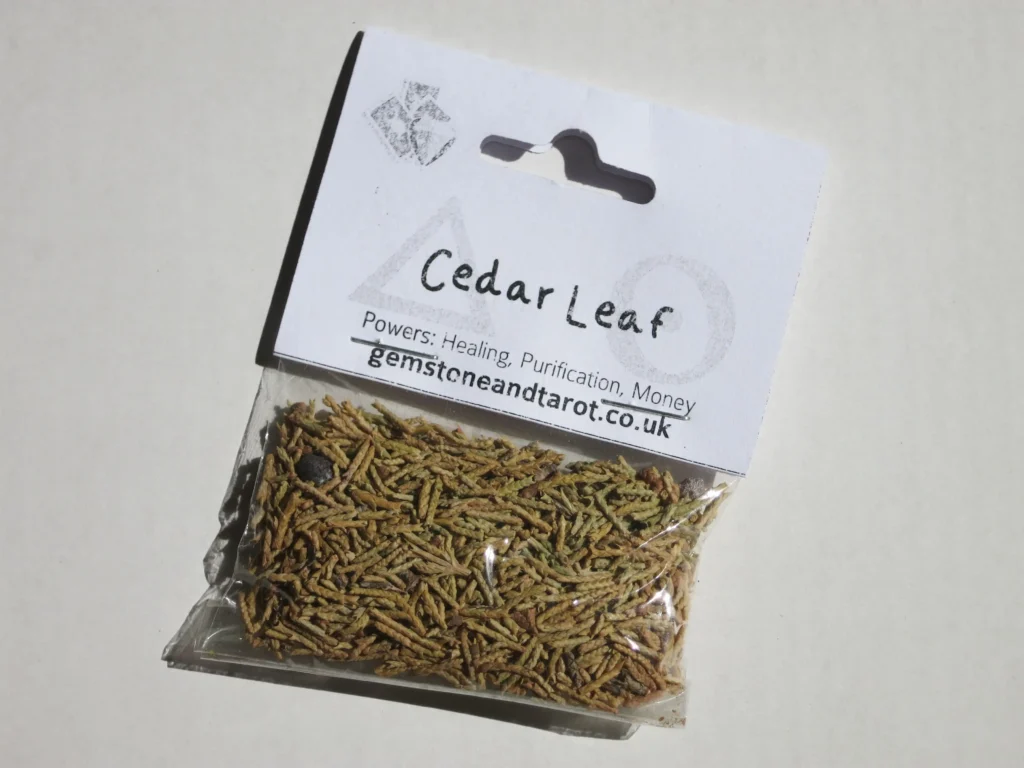 Cedar Leaf
Powers: Healing, Purification, Money
gemstoneandtarot.co.uk